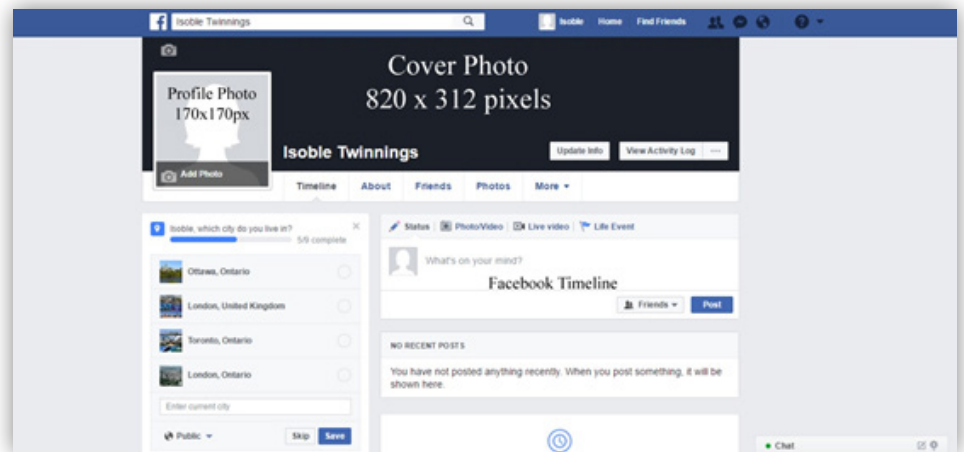 f Isoble Twinnings
Isoble Home Find Friends
Cover Photo
820 x 312 pixels
Profile Photo
170x170px
Add Photo
Isoble Twinnings
Update Info View Activity Log ...
Timeline About Friends Photos More
Isoble, which city do you live in?
5/9 complete
Ottawa, Ontario
London, United Kingdom
Toronto, Ontario
London, Ontario
Enter current city
Public Skip Save
Status Photo/Video Live video Life Event
What's on your mind?
Facebook Timeline
Friends Post
NO RECENT POSTS
You have not posted anything recently. When you post something, it will be
shown here.
Chat